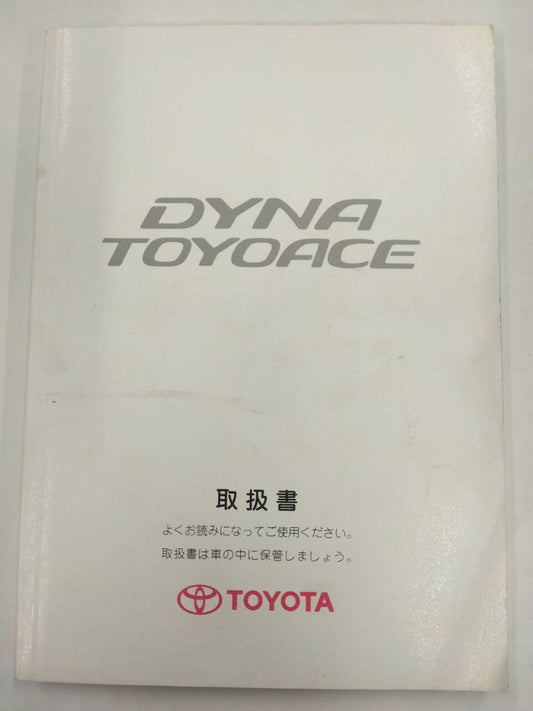 DYNA
TOYOACE
取扱書
よくお読みになってご使用ください。
取扱書は車の中に保管しましょう。
TOYOTA